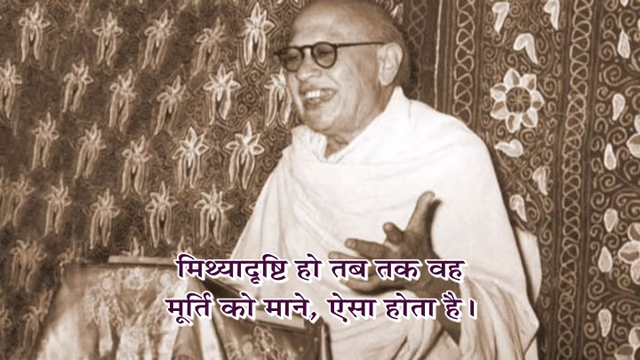 मिथ्यादृष्टि हो तब तक वह
मूर्ति को माने, ऐसा होता है।